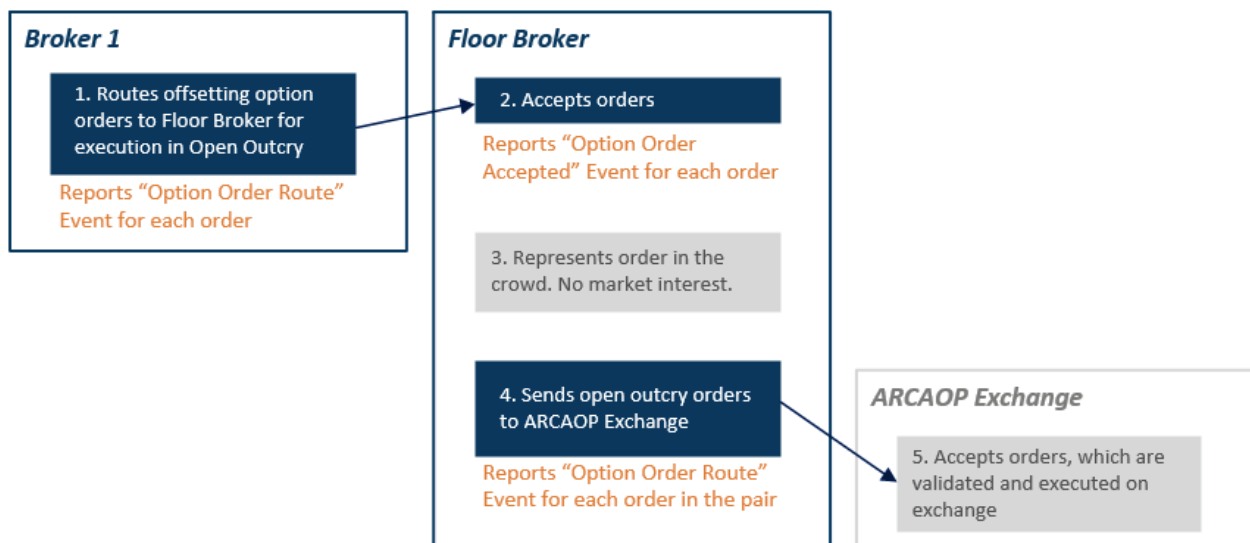 Broker 1
1. Routes offsetting option
orders to Floor Broker for
execution in Open Outcry
Reports “Option Order Route”
Event for each order
Floor Broker
2. Accepts orders
Reports “Option Order
Accepted” Event for each order
3. Represents order in the
crowd. No market interest.
4. Sends open outcry orders
to ARCAOP Exchange
Reports “Option Order Route”
Event for each order in the pair
ARCAOP Exchange
5. Accepts orders, which are
validated and executed on
exchange